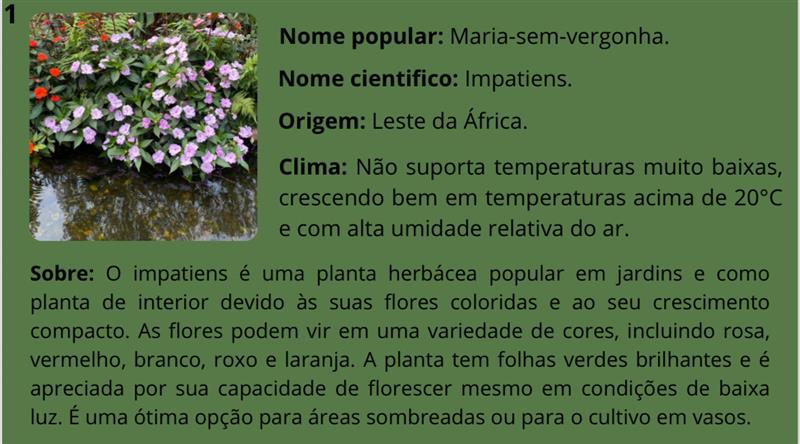 1
Nome popular: Maria-sem-vergonha.
Nome cientifico: Impatiens.
Origem: Leste da África.
Clima: Não suporta temperaturas muito baixas,
crescendo bem em temperaturas acima de 20°C
e com alta umidade relativa do ar.
Sobre: O impatiens é uma planta herbácea popular em jardins e como
planta de interior devido às suas flores coloridas e ao seu crescimento
compacto. As flores podem vir em uma variedade de cores, incluindo rosa,
vermelho, branco, roxo e laranja. A planta tem folhas verdes brilhantes e é
apreciada por sua capacidade de florescer mesmo em condições de baixa
luz. É uma ótima opção para áreas sombreadas ou para o cultivo em vasos.